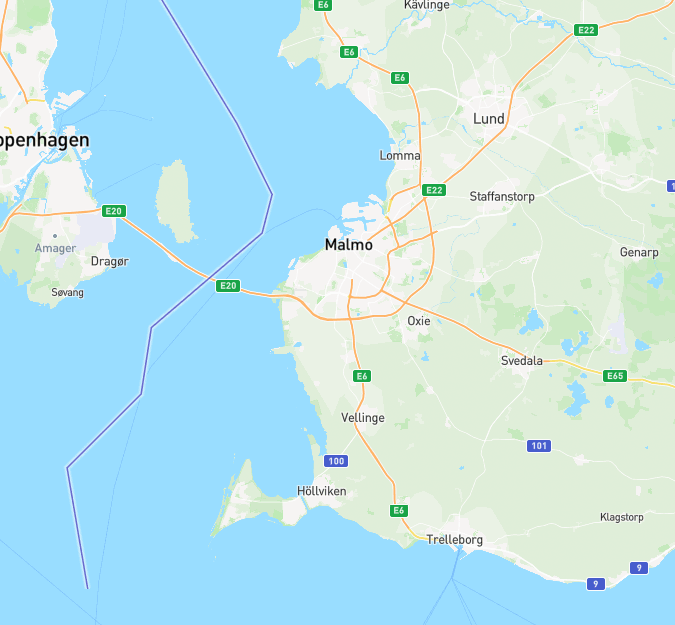 E6
Kävlinge
E22
E6
E6
Lund
openhagen
Lomma
E22
1
Staffanstorp
E20
Malmo
Amager
Genarp
Dragør
E20
Søvang
Oxie
Svedala
E6
E65
Vellinge
101
100
Höllviken
E6
Klagstorp
Trelleborg
9
9